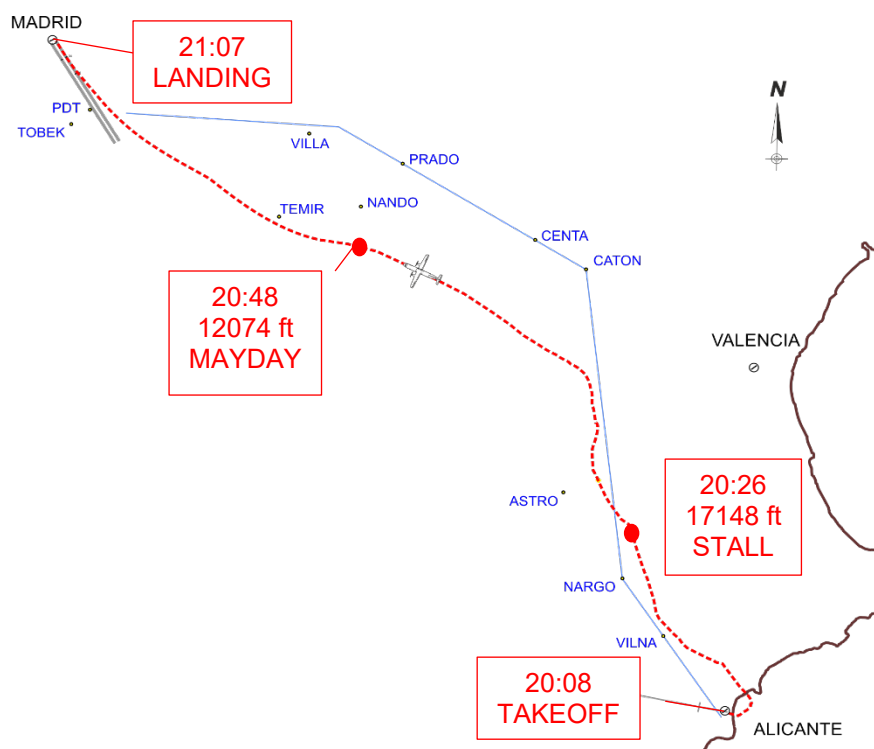 MADRID
21:07
LANDING
N
PDT
TOBEK
VILLA
PRADO
NANDO
TEMIR
CENTA
CATON
20:48
12074 ft
MAYDAY
VALENCIA
ASTRO
20:26
17148 ft
STALL
NARGO
VILNA
20:08
TAKEOFF
ALICANTE